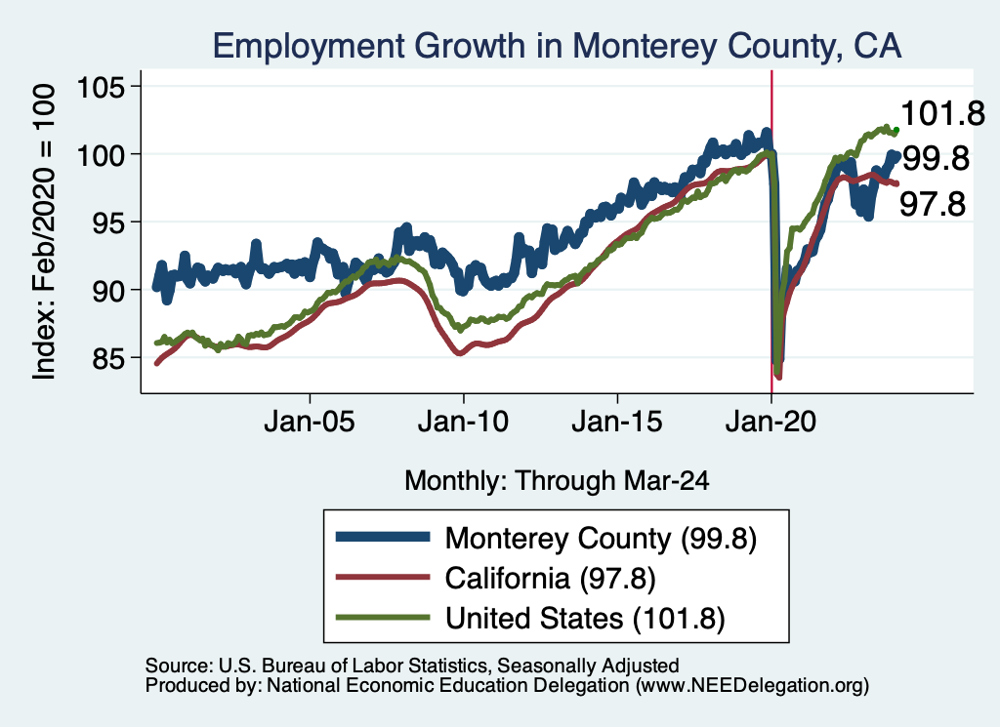 Employment Growth in Monterey County, CA
Index: Feb/2020 = 100
105
100
95
90
85
101.8
99.8
97.8
Jan-05 Jan-10 Jan-15 Jan-20
Monthly: Through Mar-24
Monterey County (99.8)
California (97.8)
United States (101.8)
Source: U.S. Bureau of Labor Statistics, Seasonally Adjusted
Produced by: National Economic Education Delegation (www.NEEDelegation.org)